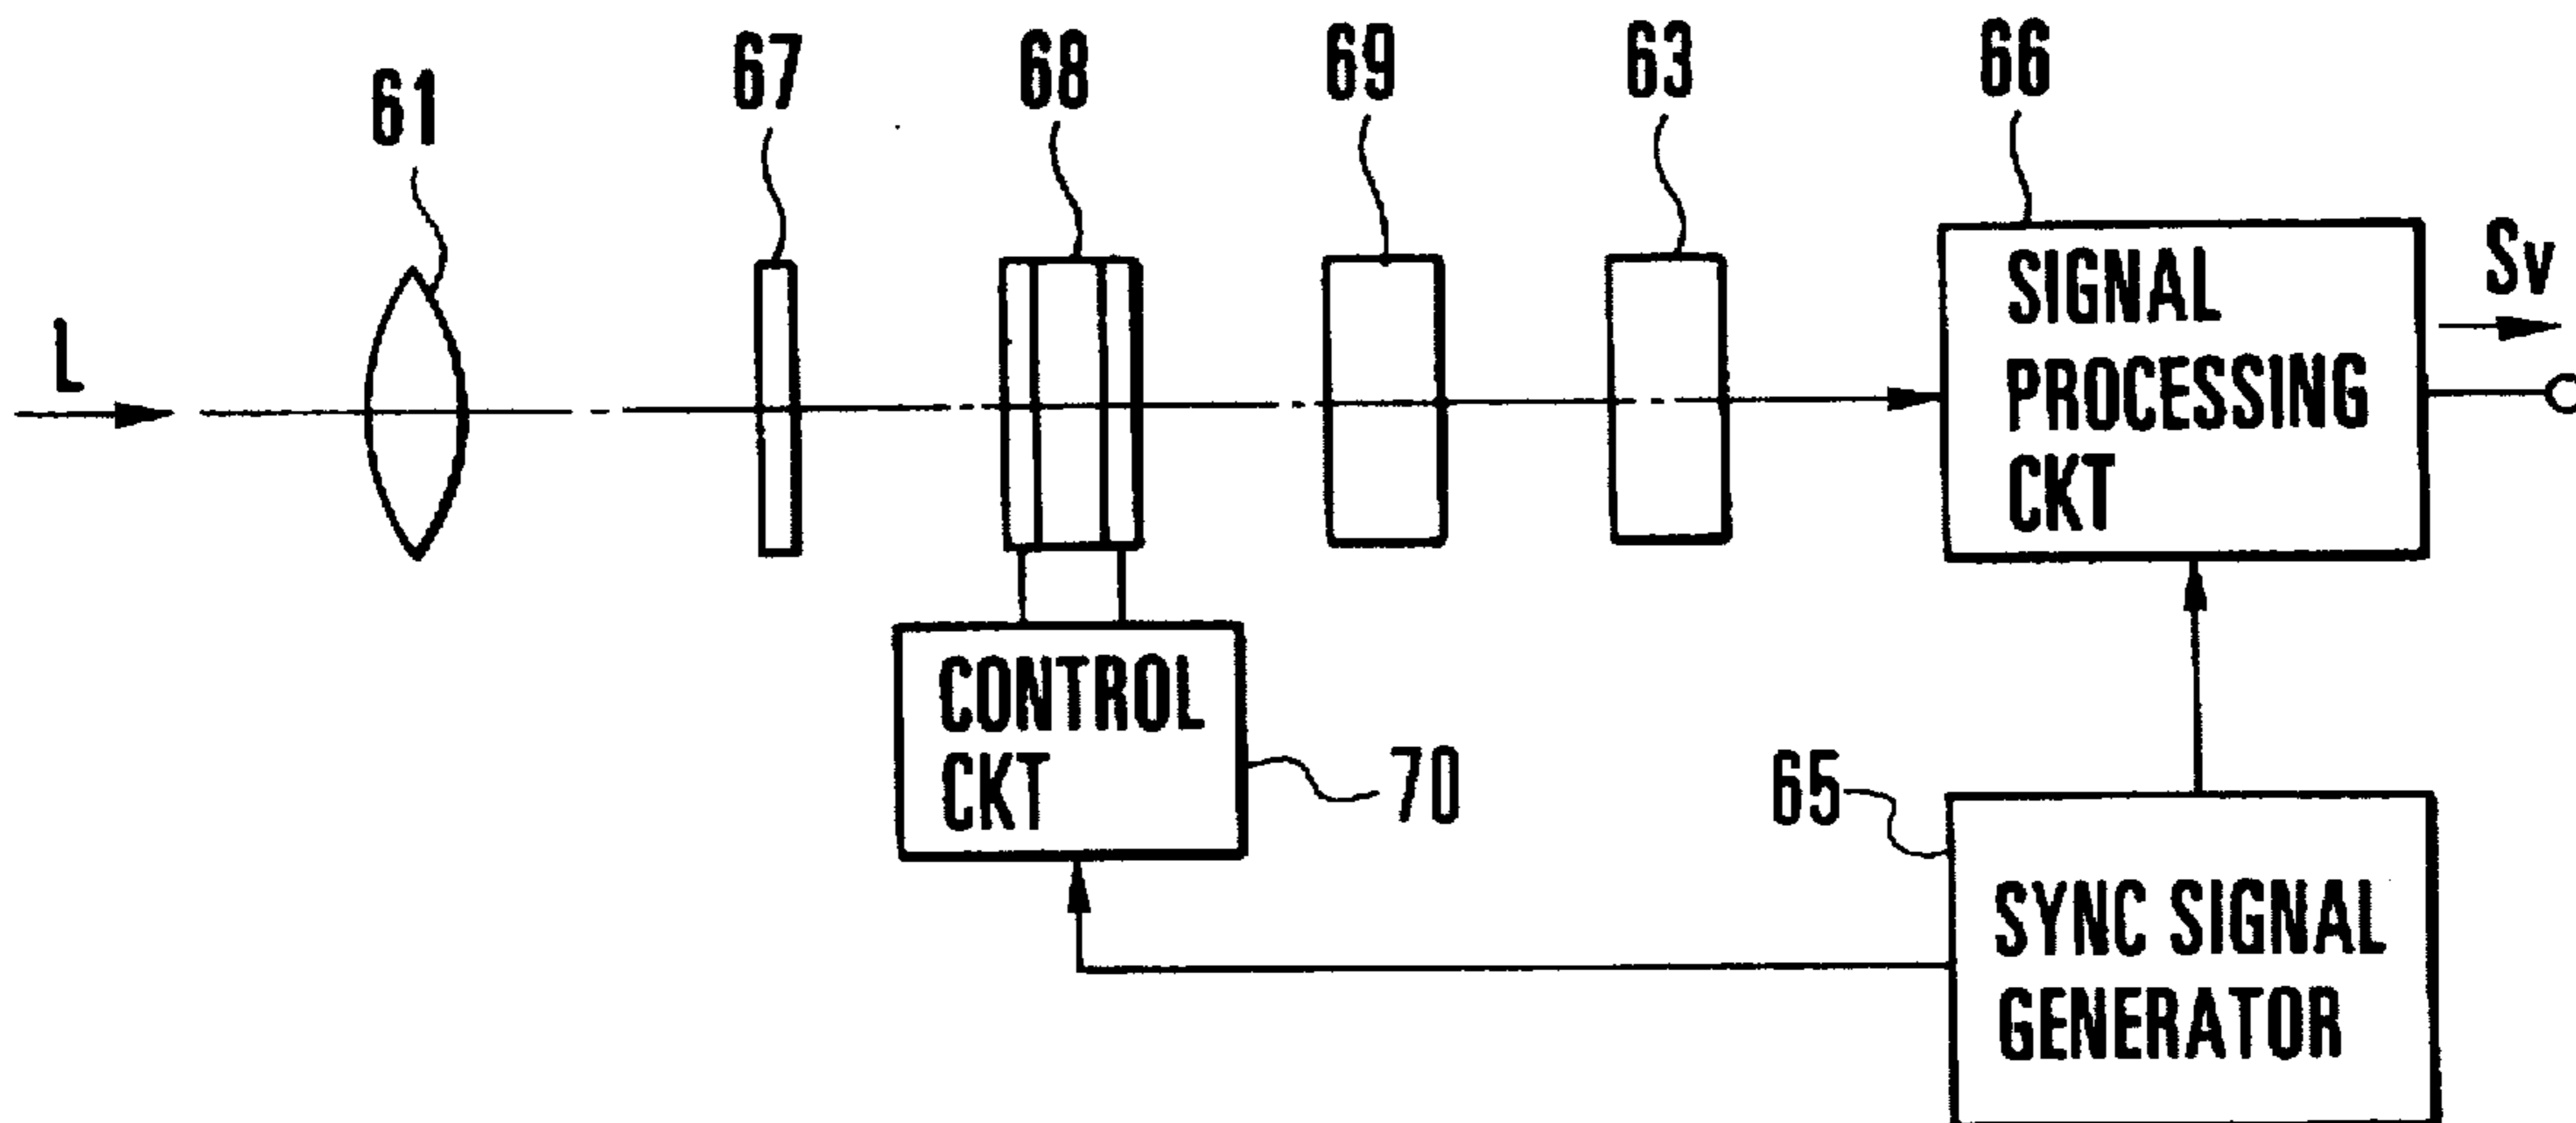 61
67
68
69
63
66
L
SIGNAL
PROCESSING
CKT
Sv
CONTROL
CKT
70
65
SYNC SIGNAL
GENERATOR